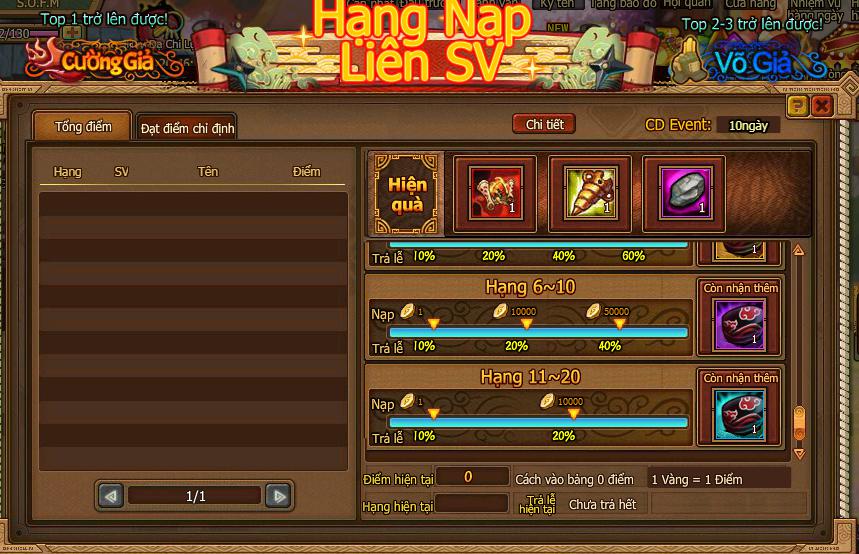 S.O.F.M
NEW
Top 1 trở lên được!
Hạng Nạp
Liên SV
Top 2-3 trở lên được!
Cường Giả
Võ Giả
Tổng điểm
Đạt điểm chỉ định
Chi tiết
CD Event: 10ngày
Hạng SV Tên Điểm
Hiện
quà
1 1 1
1
Trả lễ 10% 20% 40% 60%
Hạng 6~10
Còn nhận thêm
Nạp 1 10000 50000
1
Trả lễ 10% 20% 40%
Hạng 11~20
Còn nhận thêm
Nạp 1 10000
1
Trả lễ 10% 20%
Điểm hiện tại 0 Cách vào bảng 0 điểm 1 Vàng = 1 Điểm
1/1
Hạng hiện tại Trả lễ hiện tại Chưa trả hết